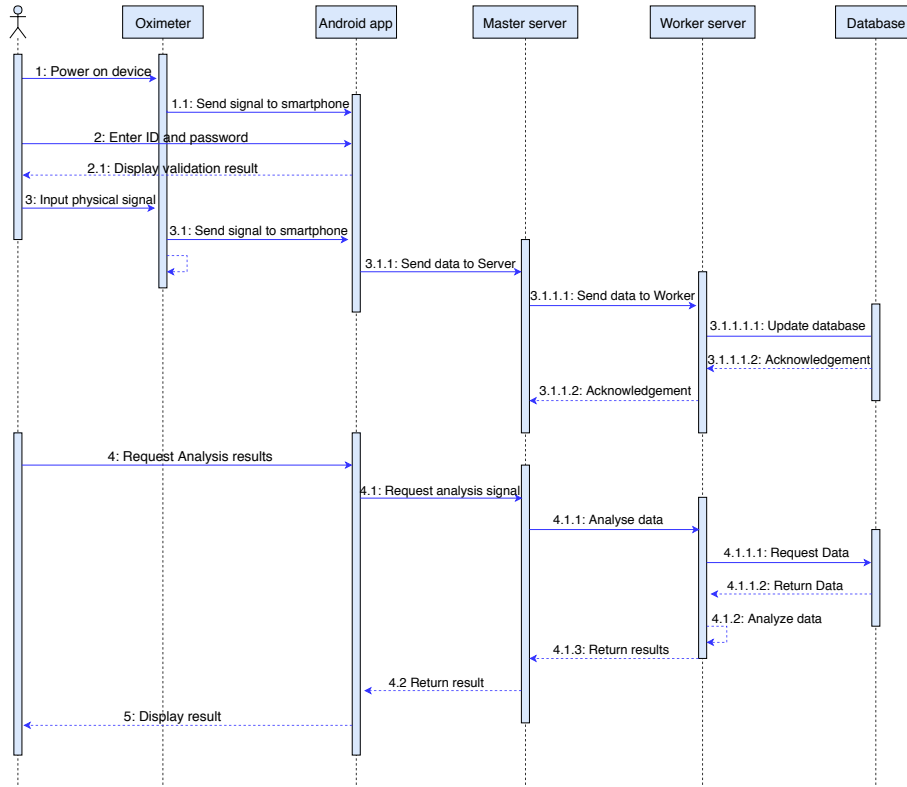 Oximeter
Android app
Master server
Worker server
Database
1: Power on device
1.1: Send signal to smartphone
2: Enter ID and password
2.1: Display validation result
3: Input physical signal
3.1: Send signal to smartphone
3.1.1: Send data to Server
3.1.1.1: Send data to Worker
3.1.1.1.1: Update database
3.1.1.1.2: Acknowledgement
3.1.1.2: Acknowledgement
4: Request Analysis results
4.1: Request analysis signal
4.1.1: Analyse data
4.1.1.1: Request Data
4.1.1.2: Return Data
4.1.2: Analyze data
4.1.3: Return results
4.2 Return result
5: Display result